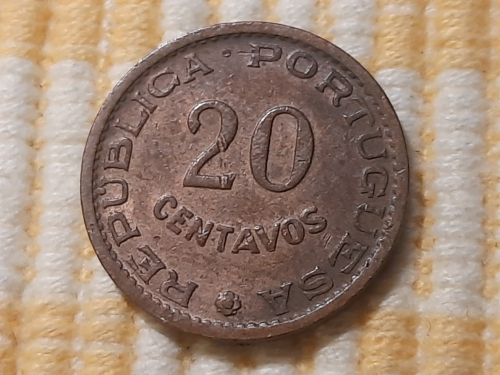 REPÚBLICA · PORTUGUESA
20
CENTAVOS